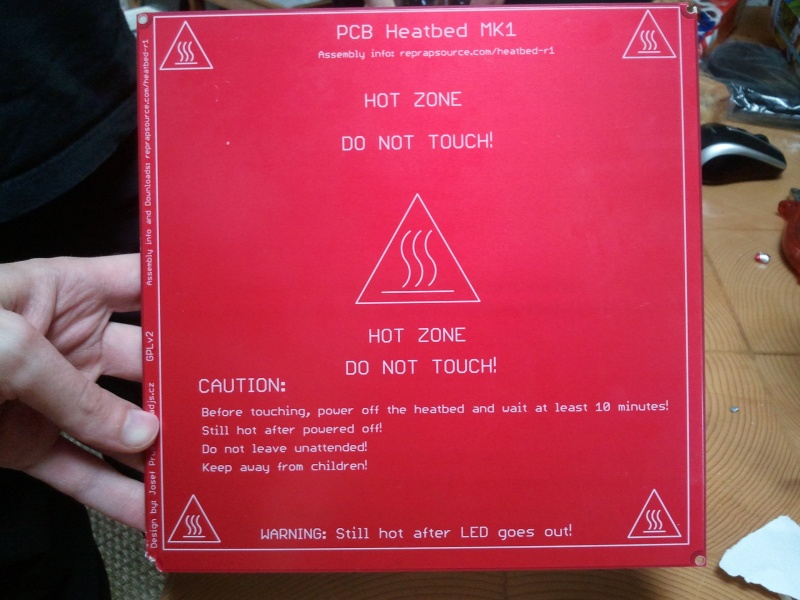 PCB Heatbed MK1
Assembly info: reprapsource.com/heatbed-r1
HOT ZONE
DO NOT TOUCH!
HOT ZONE
DO NOT TOUCH!
CAUTION:
Before touching, power off the heatbed and wait at least 10 minutes!
Still hot after powered off!
Do not leave unattended!
Keep away from children!
WARNING: Still hot after LED goes out!
Assembly info and Downloads: reprapsource.com/heatbed-r1
GPLv2
Design by: Josef